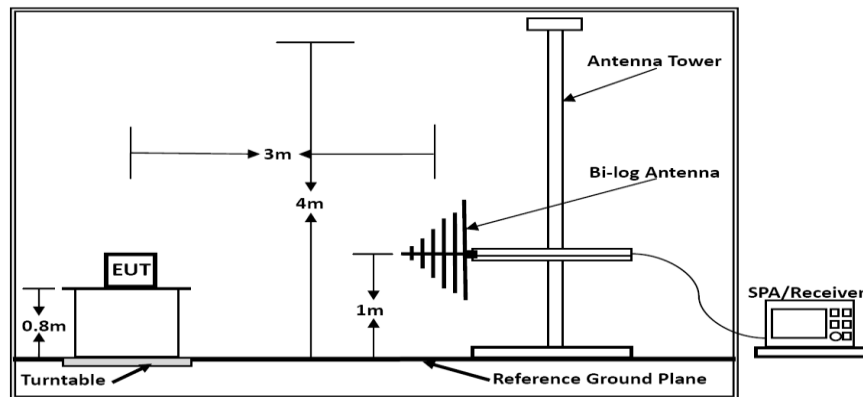 Antenna Tower
3m
Bi-log Antenna
4m
EUT
SPA/Receiver
0.8m
1m
Turntable
Reference Ground Plane